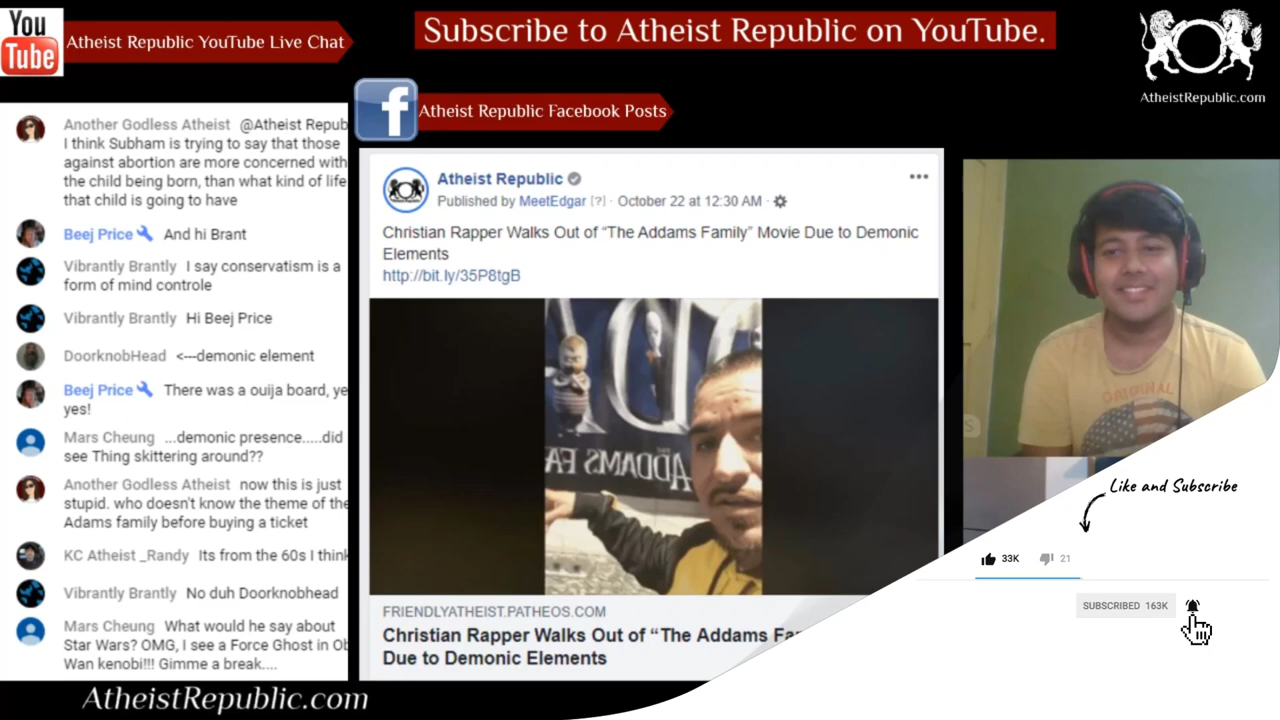 You
Tube
Atheist Republic YouTube Live Chat
Subscribe to Atheist Republic on YouTube.
AtheistRepublic.com
Atheist Republic Facebook Posts
Another Godless Atheist @Atheist Repub
I think Subham is trying to say that those
against abortion are more concerned with
the child being born, than what kind of life
that child is going to have
Beej Price And hi Brant
Vibrantly Brantly I say conservatism is a
form of mind controle
Vibrantly Brantly Hi Beej Price
DoorknobHead <---demonic element
Beej Price There was a ouija board, ye
yes!
Mars Cheung ...demonic presence.....did
see Thing skittering around??
Another Godless Atheist now this is just
stupid. who doesn't know the theme of the
Adams family before buying a ticket
KC Atheist _Randy Its from the 60s I think
Vibrantly Brantly No duh Doorknobhead
Mars Cheung What would he say about
Star Wars? OMG, I see a Force Ghost in Ob
Wan kenobi!!! Gimme a break....
Atheist Republic
Published by MeetEdgar [?] · October 22 at 12:30 AM ·
Christian Rapper Walks Out of “The Addams Family” Movie Due to Demonic
Elements
http://bit.ly/35P8tgB
ADDAMS FA
FRIENDLYATHEIST.PATHEOS.COM
Christian Rapper Walks Out of “The Addams Fa
Due to Demonic Elements
ORIGINAL
Like and Subscribe
33K
21
SUBSCRIBED 163K
AtheistRepublic.com